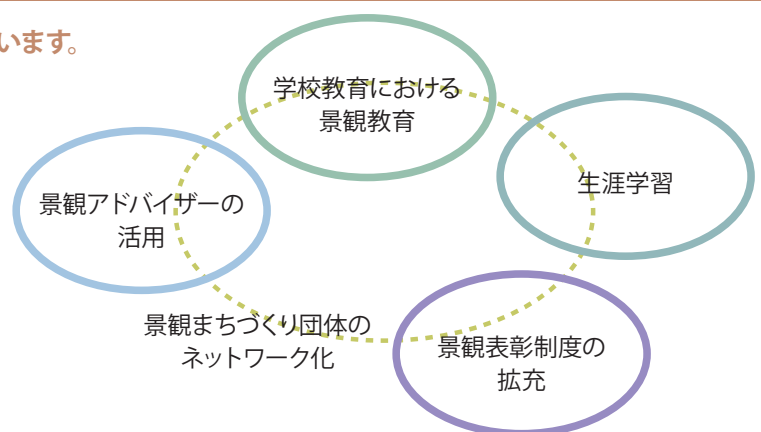 います。
学校教育における
景観教育
生涯学習
景観アドバイザーの
活用
景観まちづくり団体の
ネットワーク化
景観表彰制度の
拡充